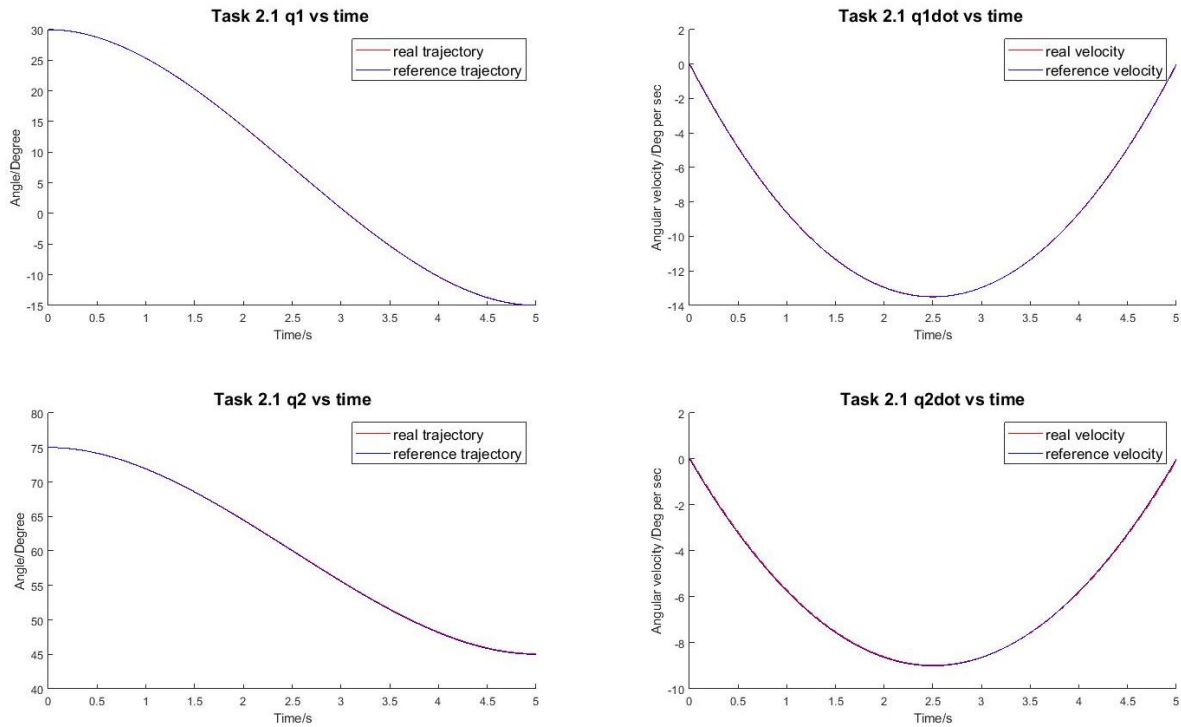 Task 2.1 q1 vs time
real trajectory
reference trajectory
Angle/Degree
30
25
20
15
10
5
0
-5
-10
-15
0 0.5 1 1.5 2 2.5 3 3.5 4 4.5 5
Time/s
Task 2.1 q1dot vs time
real velocity
reference velocity
Angular velocity /Deg per sec
2
0
-2
-4
-6
-8
-10
-12
-14
0 0.5 1 1.5 2 2.5 3 3.5 4 4.5 5
Time/s
Task 2.1 q2 vs time
real trajectory
reference trajectory
Angle/Degree
80
75
70
65
60
55
50
45
40
0 0.5 1 1.5 2 2.5 3 3.5 4 4.5 5
Time/s
Task 2.1 q2dot vs time
real velocity
reference velocity
Angular velocity /Deg per sec
2
0
-2
-4
-6
-8
-10
0 0.5 1 1.5 2 2.5 3 3.5 4 4.5 5
Time/s